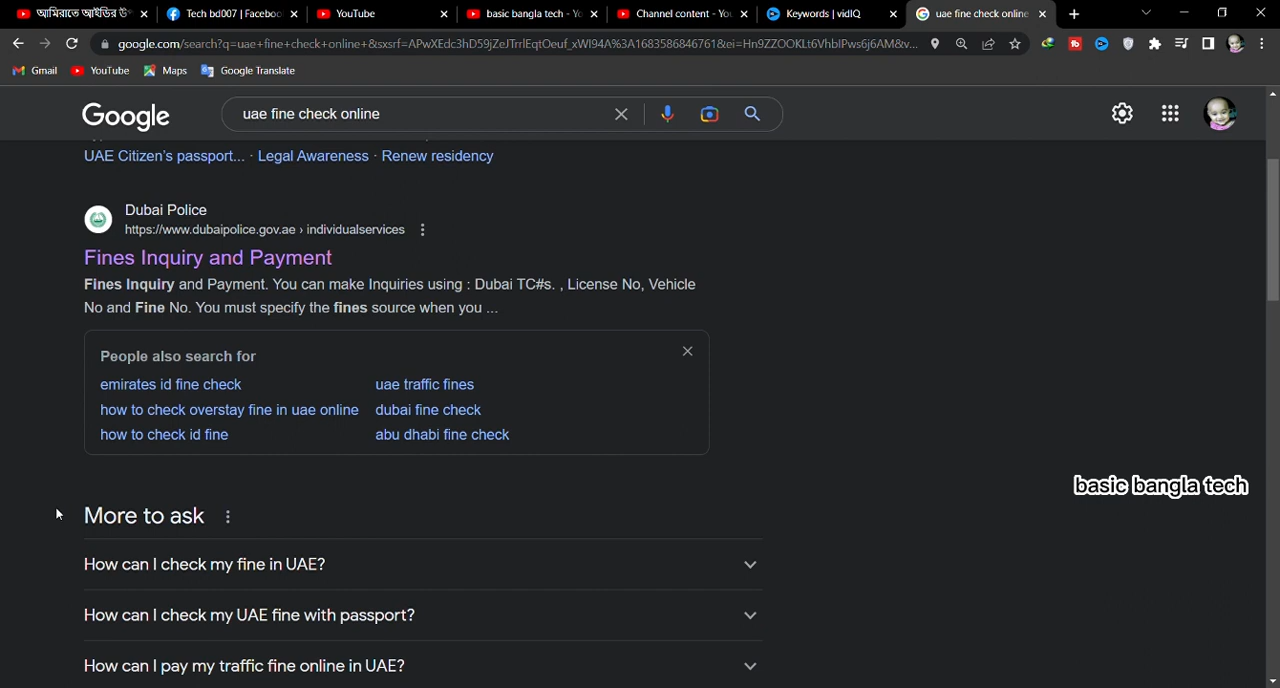 আমিরাতে আইডির উপ
Tech bd007 | Faceboo
YouTube
basic bangla tech - Yo
Channel content - You
Keywords | vidIQ
uae fine check online
google.com/search?q=uae+fine+check+online+&sxsrf=APwXEdc3hD59jZeJTrrlEqtOeuf_xWI94A%3A1683586846761&ei=Hn9ZZOOKLt6VhbIPws6j6AM&v...
Gmail
YouTube
Maps
Google Translate
Google
uae fine check online
UAE Citizen's passport... · Legal Awareness · Renew residency
Dubai Police
https://www.dubaipolice.gov.ae › individualservices
Fines Inquiry and Payment
Fines Inquiry and Payment. You can make Inquiries using : Dubai TC#s. , License No, Vehicle
No and Fine No. You must specify the fines source when you ...
People also search for
emirates id fine check
uae traffic fines
how to check overstay fine in uae online
dubai fine check
how to check id fine
abu dhabi fine check
basic bangla tech
More to ask
How can I check my fine in UAE?
How can I check my UAE fine with passport?
How can I pay my traffic fine online in UAE?